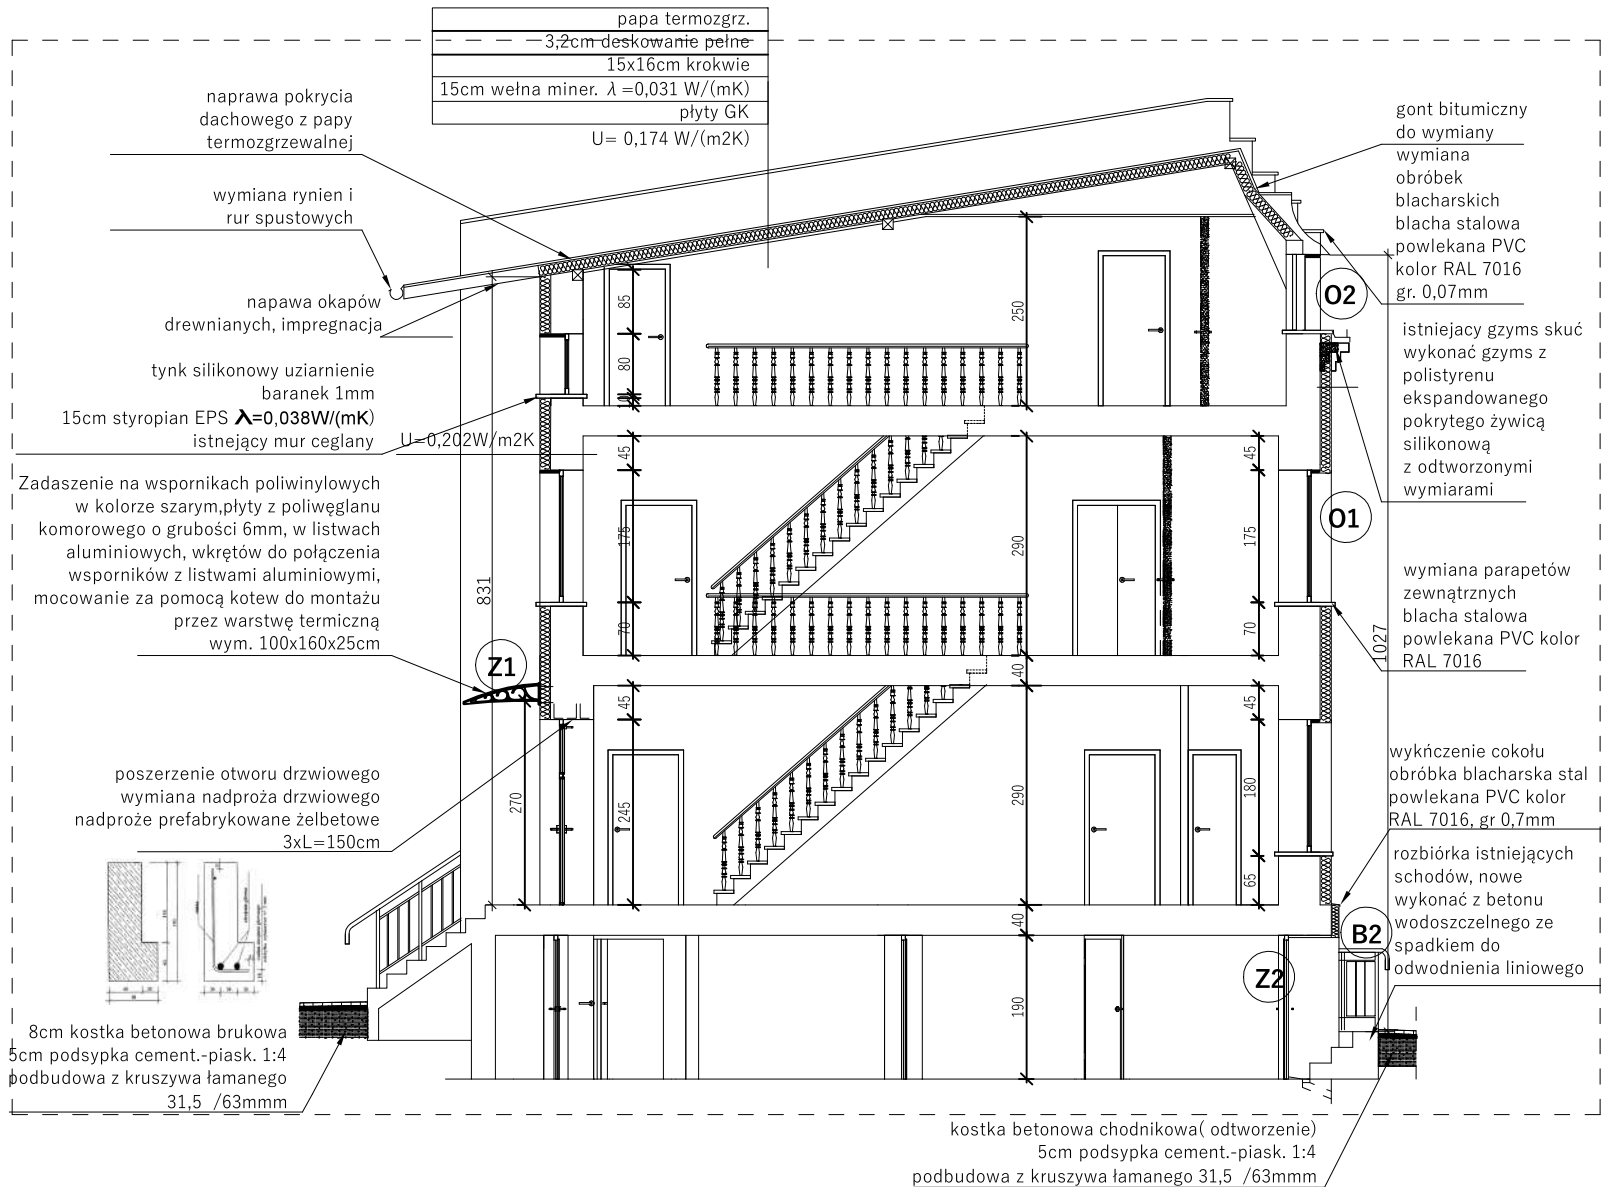 papa termozgrz.
3,2cm deskowanie pełne
15x16cm krokwie
15cm wełna miner. λ =0,031 W/(mK)
płyty GK
U= 0,174 W/(m2K)
naprawa pokrycia
dachowego z papy
termozgrzewalnej
wymiana rynien i
rur spustowych
napawa okapów
drewnianych, impregnacja
tynk silikonowy uziarnienie
baranek 1mm
15cm styropian EPS λ=0,038W/(mK)
istnejący mur ceglany
U=0,202W/m2K
Zadaszenie na wspornikach poliwinylowych
w kolorze szarym,płyty z poliwęglanu
komorowego o grubości 6mm, w listwach
aluminiowych, wkrętów do połączenia
wsporników z listwami aluminiowymi,
mocowanie za pomocą kotew do montażu
przez warstwę termiczną
wym. 100x160x25cm
Z1
poszerzenie otworu drzwiowego
wymiana nadproża drzwiowego
nadproże prefabrykowane żelbetowe
3xL=150cm
8cm kostka betonowa brukowa
5cm podsypka cement.-piask. 1:4
podbudowa z kruszywa łamanego
31,5 /63mmm
831
270
85
80
10
45
175
70
45
245
250
290
40
290
40
190
45
175
70
45
180
65
1027
gont bitumiczny
do wymiany
wymiana
obróbek
blacharskich
blacha stalowa
powlekana PVC
kolor RAL 7016
gr. 0,07mm
O2
istniejacy gzyms skuć
wykonać gzyms z
polistyrenu
ekspandowanego
pokrytego żywicą
silikonową
z odtworzonymi
wymiarami
O1
wymiana parapetów
zewnątrznych
blacha stalowa
powlekana PVC kolor
RAL 7016
wykńczenie cokołu
obróbka blacharska stal
powlekana PVC kolor
RAL 7016, gr 0,7mm
rozbiórka istniejących
schodów, nowe
wykonać z betonu
wodoszczelnego ze
spadkiem do
odwodnienia liniowego
B2
Z2
kostka betonowa chodnikowa( odtworzenie)
5cm podsypka cement.-piask. 1:4
podbudowa z kruszywa łamanego 31,5 /63mmm